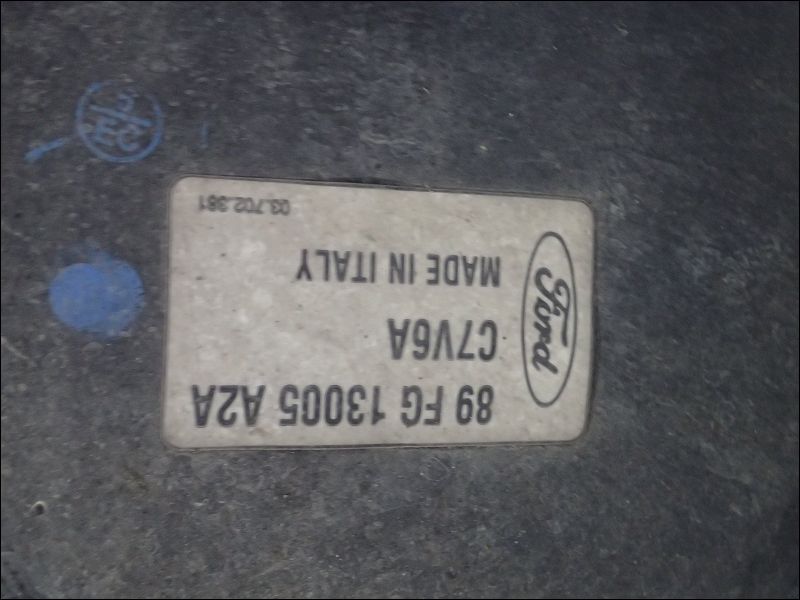 Ford
89 FG 13005 A2A
C7V6A
MADE IN ITALY
03.702.381